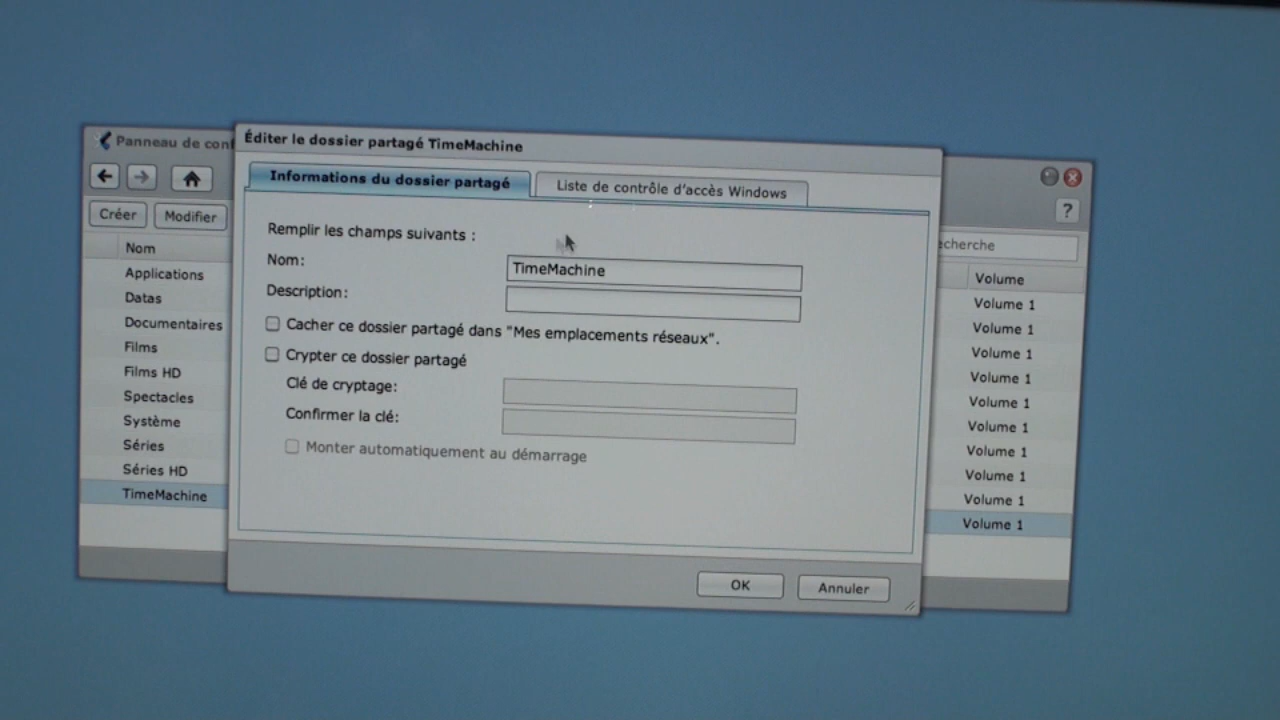 Panneau de conf
Éditer le dossier partagé TimeMachine
Informations du dossier partagé
Liste de contrôle d'accès Windows
Créer
Modifier
?
echerche
Nom
Volume
Applications
Volume 1
Datas
Volume 1
Documentaires
Volume 1
Films
Volume 1
Films HD
Volume 1
Spectacles
Volume 1
Système
Volume 1
Séries
Volume 1
Séries HD
Volume 1
TimeMachine
Volume 1
Remplir les champs suivants :
Nom:
TimeMachine
Description:
Cacher ce dossier partagé dans "Mes emplacements réseaux".
Crypter ce dossier partagé
Clé de cryptage:
Confirmer la clé:
Monter automatiquement au démarrage
OK
Annuler